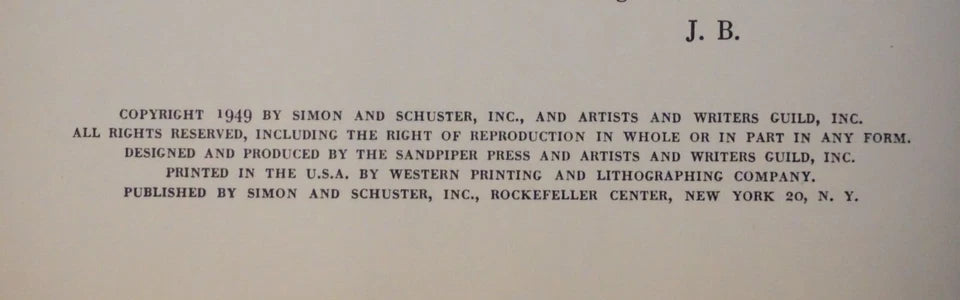 J. B.
COPYRIGHT 1949 BY SIMON AND SCHUSTER, INC., AND ARTISTS AND WRITERS GUILD, INC.
ALL RIGHTS RESERVED, INCLUDING THE RIGHT OF REPRODUCTION IN WHOLE OR IN PART IN ANY FORM.
DESIGNED AND PRODUCED BY THE SANDPIPER PRESS AND ARTISTS AND WRITERS GUILD, INC.
PRINTED IN THE U.S.A. BY WESTERN PRINTING AND LITHOGRAPHING COMPANY.
PUBLISHED BY SIMON AND SCHUSTER, INC., ROCKEFELLER CENTER, NEW YORK 20, N. Y.